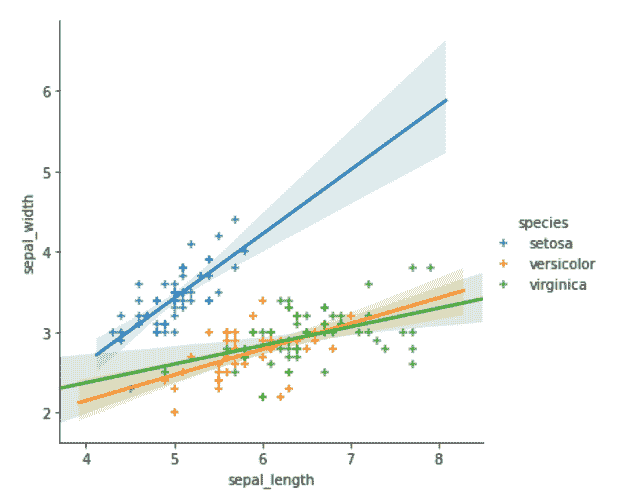 6
5
4
3
2
sepal_width
4 5 6 7 8
sepal_length
species
setosa
versicolor
virginica